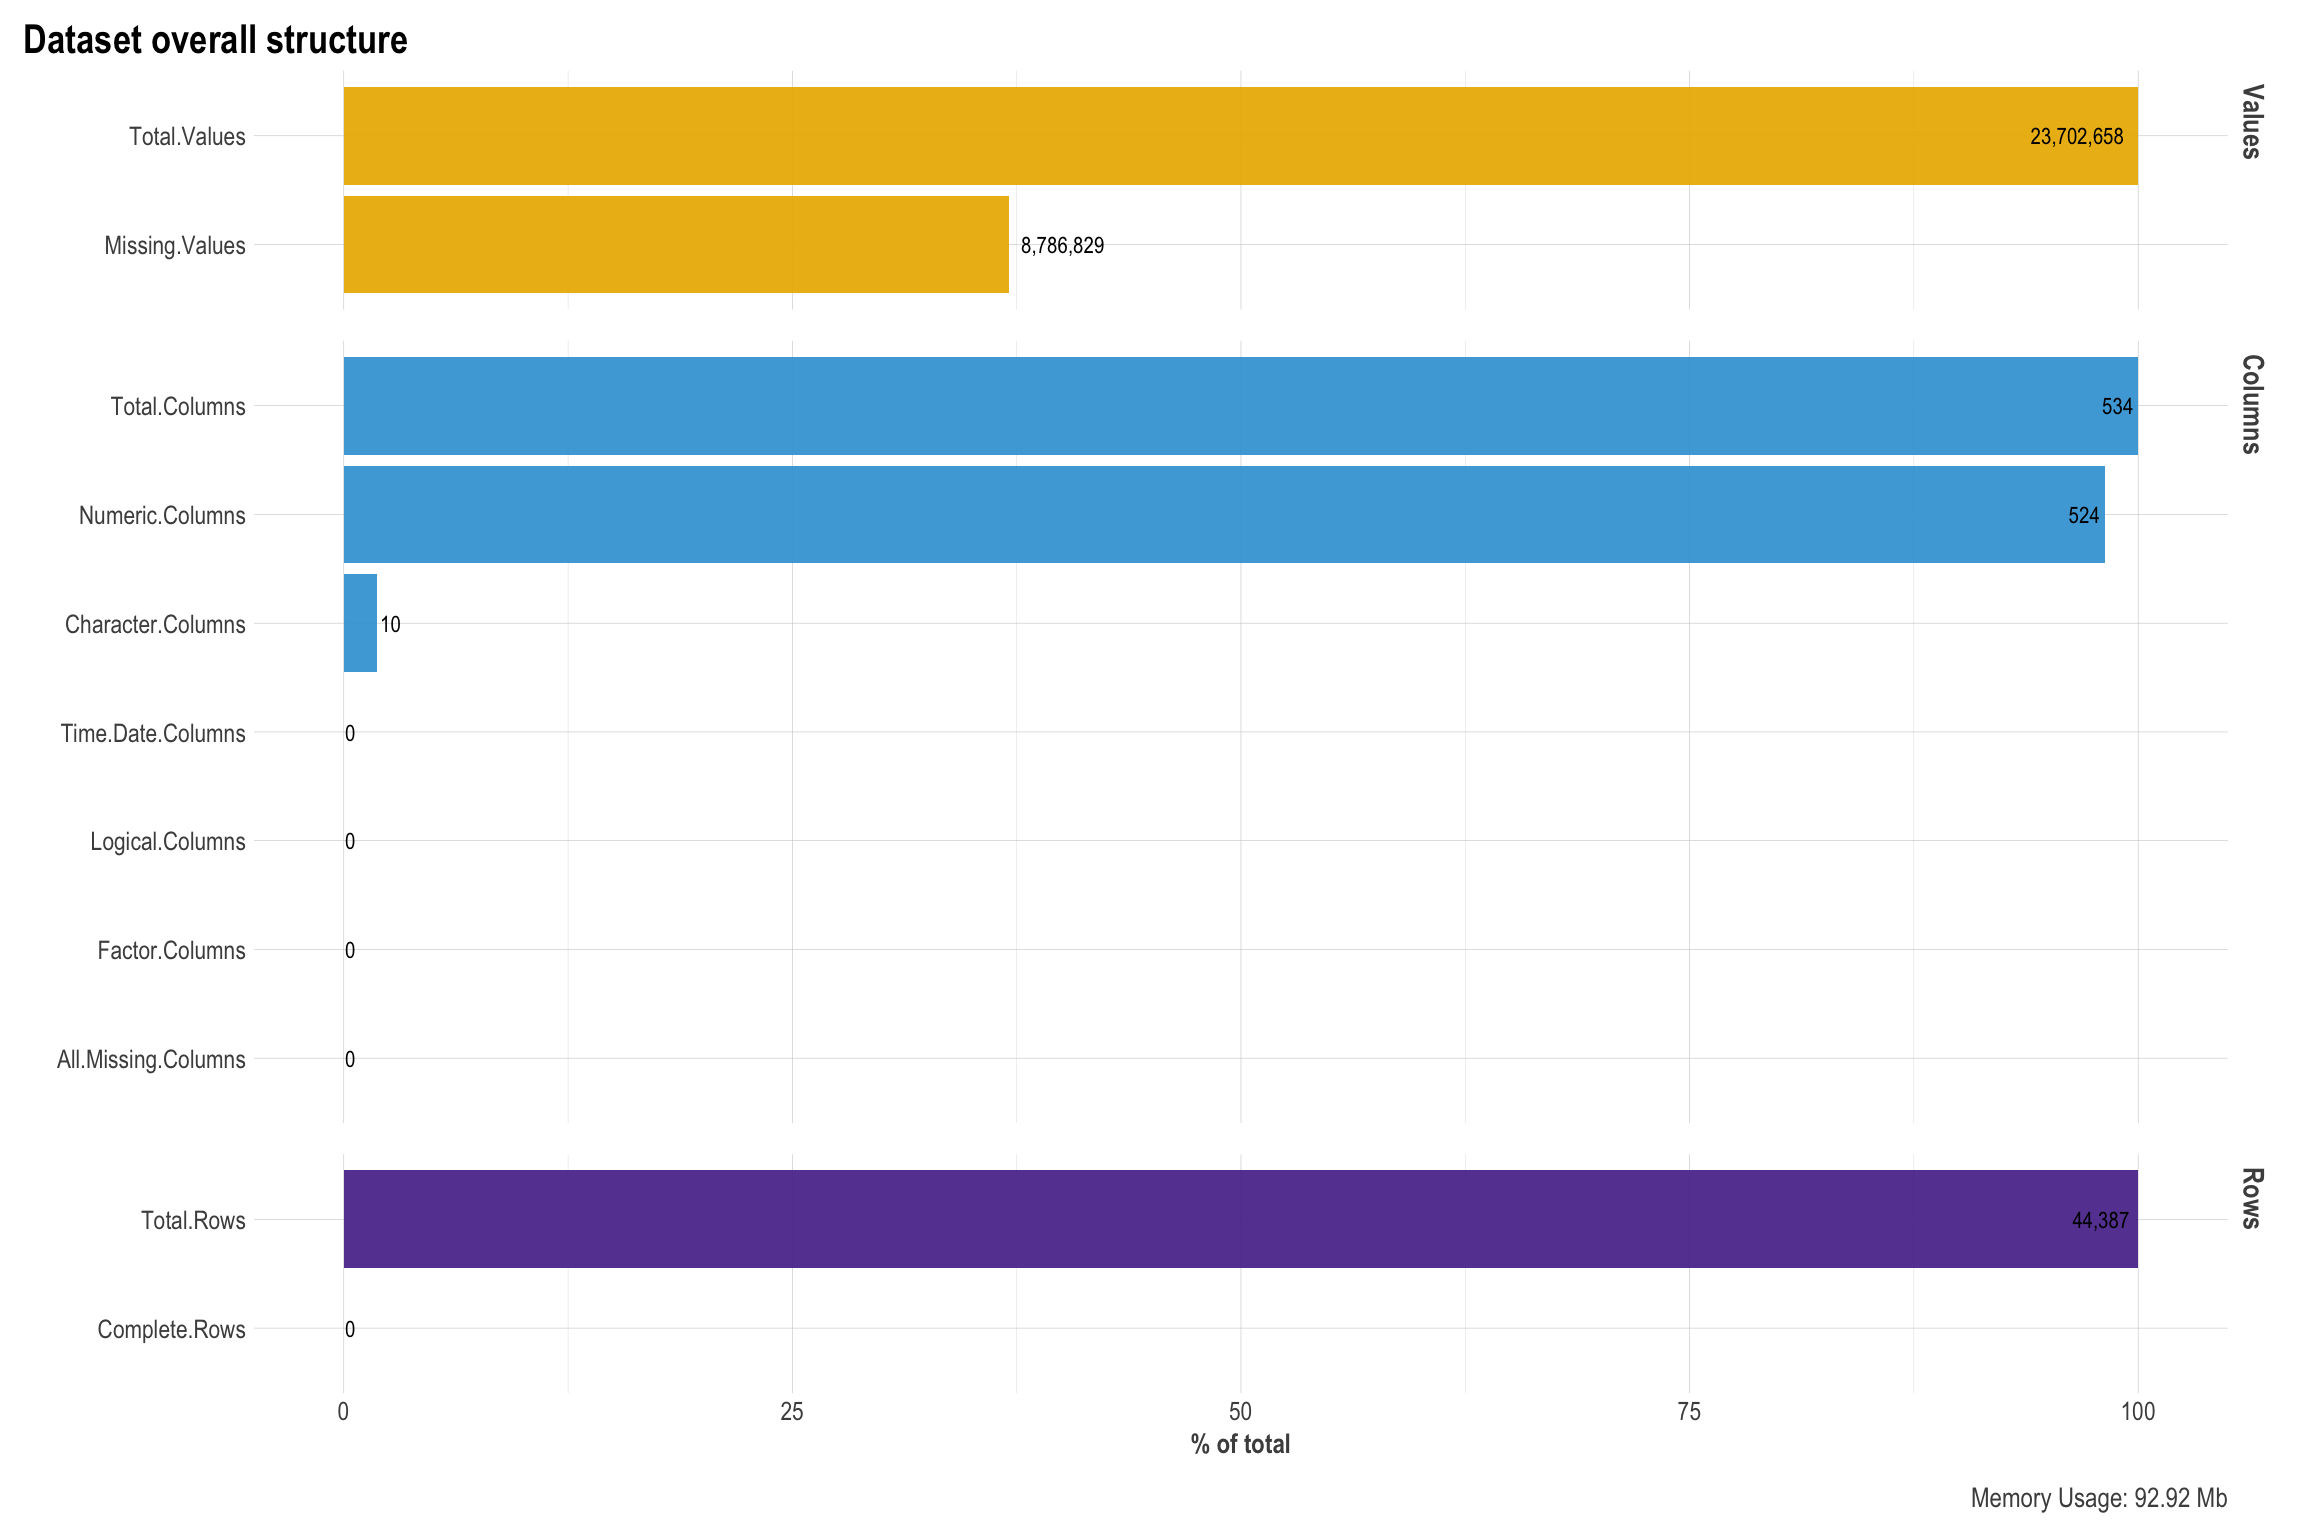 Dataset overall structure
Values
Total.Values 23,702,658
Missing.Values 8,786,829
Columns
Total.Columns 534
Numeric.Columns 524
Character.Columns 10
Time.Date.Columns 0
Logical.Columns 0
Factor.Columns 0
All.Missing.Columns 0
Rows
Total.Rows 44,387
Complete.Rows 0
0 25 50 75 100
% of total
Memory Usage: 92.92 Mb